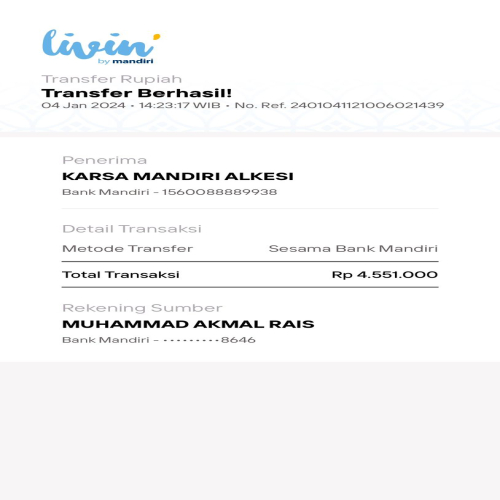 livin'
by mandiri
Transfer Rupiah
Transfer Berhasil!
04 Jan 2024 • 14:23:17 WIB • No. Ref. 2401041121006021439
Penerima
KARSA MANDIRI ALKESI
Bank Mandiri - 1560088889938
Detail Transaksi
Metode Transfer Sesama Bank Mandiri
Total Transaksi Rp 4.551.000
Rekening Sumber
MUHAMMAD AKMAL RAIS
Bank Mandiri - •••••••••8646